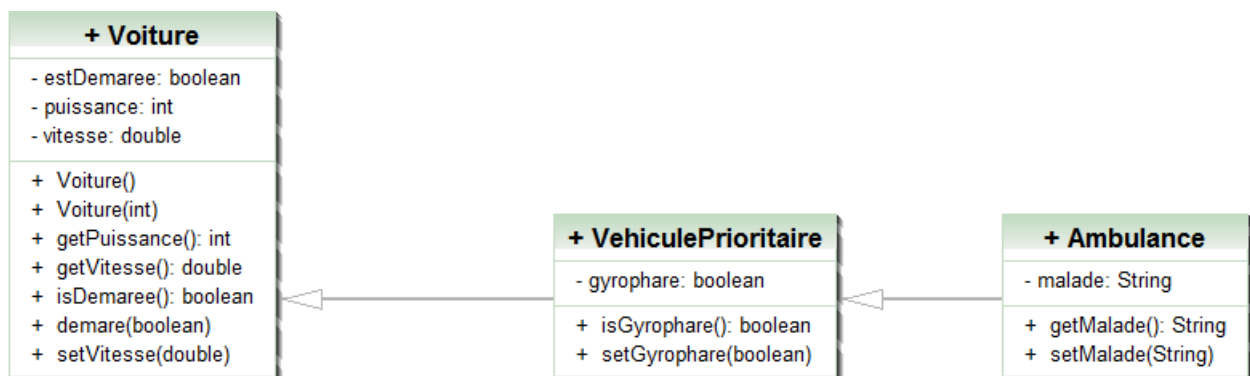 + Voiture
- estDemaree: boolean
- puissance: int
- vitesse: double
+ Voiture()
+ Voiture(int)
+ getPuissance(): int
+ getVitesse(): double
+ isDemaree(): boolean
+ demare(boolean)
+ setVitesse(double)
+ VehiculePrioritaire
- gyrophare: boolean
+ isGyrophare(): boolean
+ setGyrophare(boolean)
+ Ambulance
- malade: String
+ getMalade(): String
+ setMalade(String)